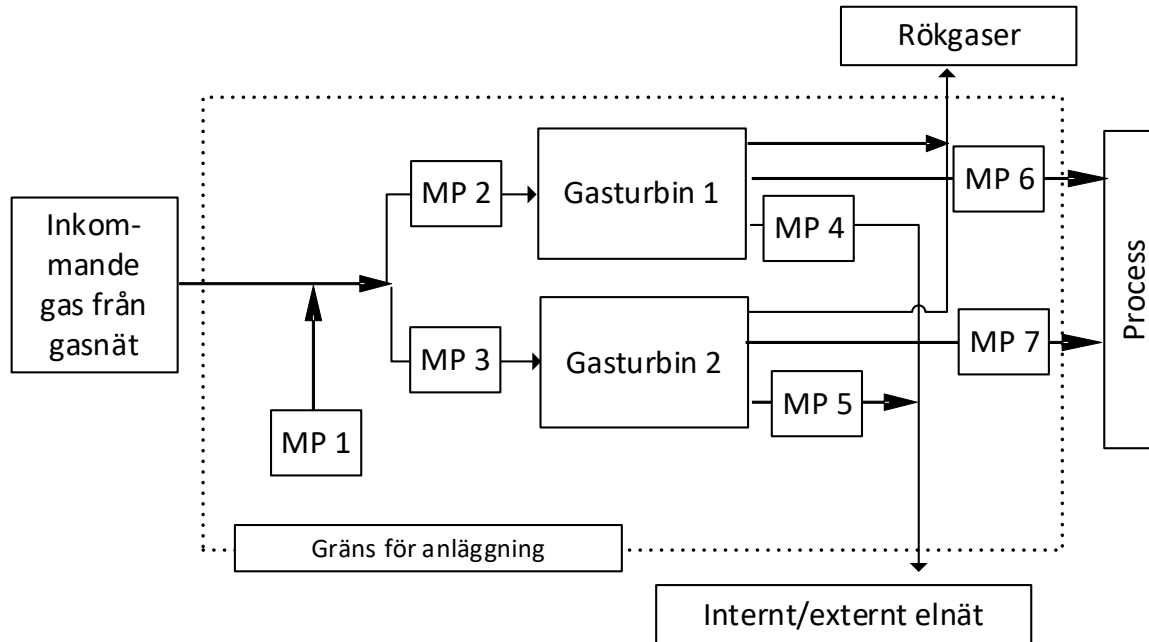 Rökgaser
MP 2
Gasturbin 1
MP 6
MP 4
Inkom-
mande
gas från
gasnät
Process
MP 3
Gasturbin 2
MP 7
MP 5
MP 1
Gräns för anläggning
Internt/externt elnät